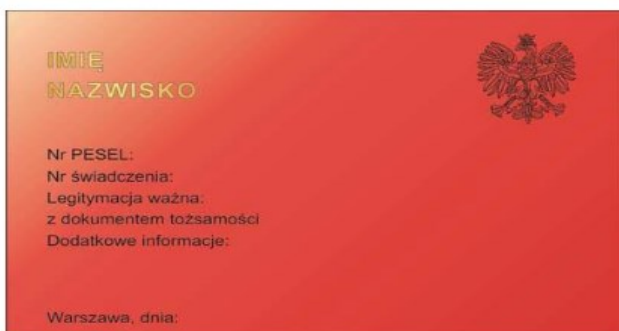 IMIĘ
NAZWISKO
Nr PESEL:
Nr świadczenia:
Legitymacja ważna:
z dokumentem tożsamości
Dodatkowe informacje:
Warszawa, dnia: